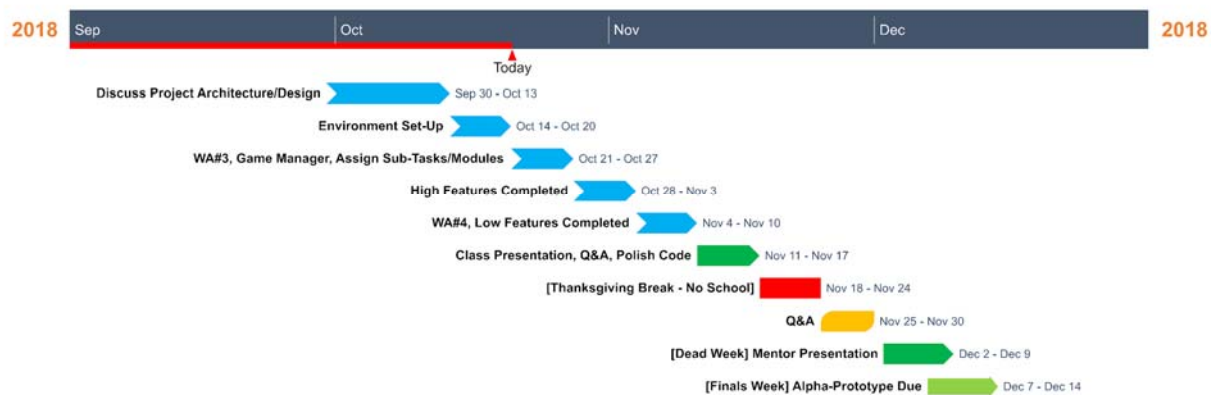 2018 Sep Oct Nov Dec 2018
Today
Discuss Project Architecture/Design Sep 30 - Oct 13
Environment Set-Up Oct 14 - Oct 20
WA#3, Game Manager, Assign Sub-Tasks/Modules Oct 21 - Oct 27
High Features Completed Oct 28 - Nov 3
WA#4, Low Features Completed Nov 4 - Nov 10
Class Presentation, Q&A, Polish Code Nov 11 - Nov 17
[Thanksgiving Break - No School] Nov 18 - Nov 24
Q&A Nov 25 - Nov 30
[Dead Week] Mentor Presentation Dec 2 - Dec 9
[Finals Week] Alpha-Prototype Due Dec 7 - Dec 14